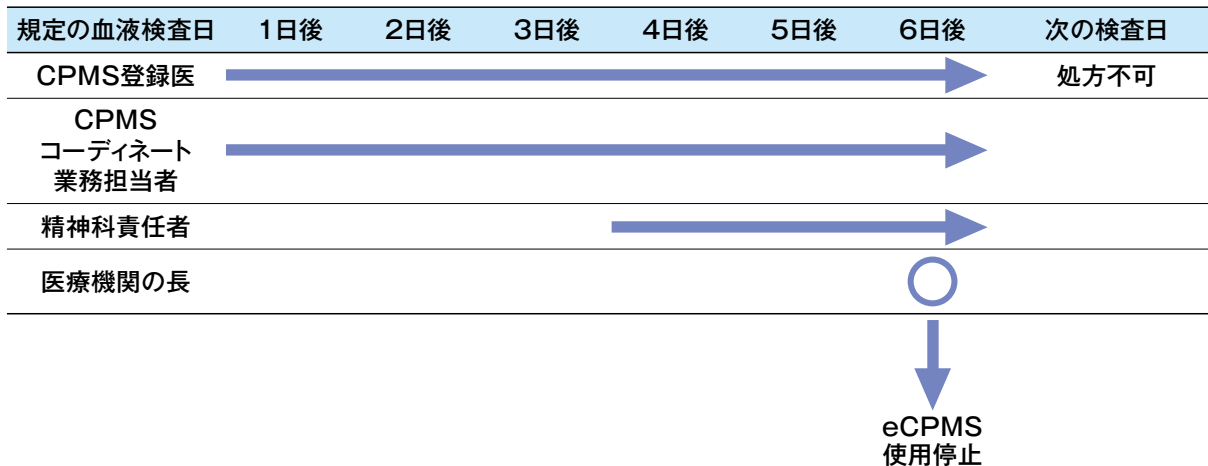 規定の血液検査日 1日後 2日後 3日後 4日後 5日後 6日後 次の検査日
CPMS登録医 処方不可
CPMS
コーディネート
業務担当者
精神科責任者
医療機関の長
eCPMS
使用停止